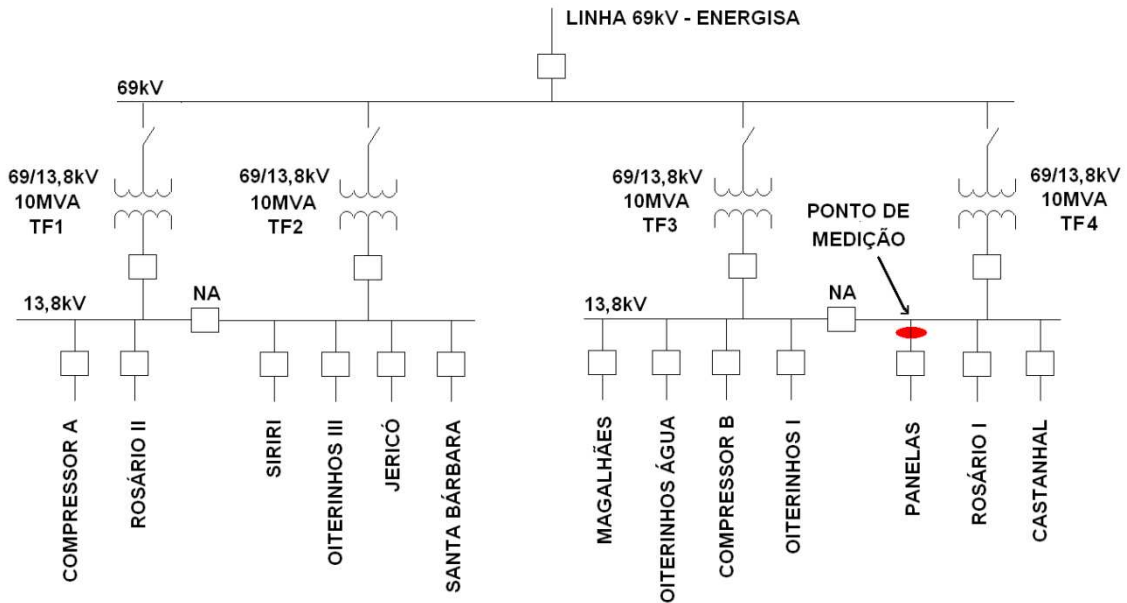 LINHA 69kV - ENERGISA
69kV
69/13,8kV
10MVA
TF1
69/13,8kV
10MVA
TF2
69/13,8kV
10MVA
TF3
PONTO DE
MEDIÇÃO
69/13,8kV
10MVA
TF4
13,8kV
NA
13,8kV
NA
COMPRESSOR A
ROSÁRIO II
SIRIRI
OITERINHOS III
JERICÓ
SANTA BÁRBARA
MAGALHÃES
OITERINHOS ÁGUA
COMPRESSOR B
OITERINHOS I
PANELAS
ROSÁRIO I
CASTANHAL